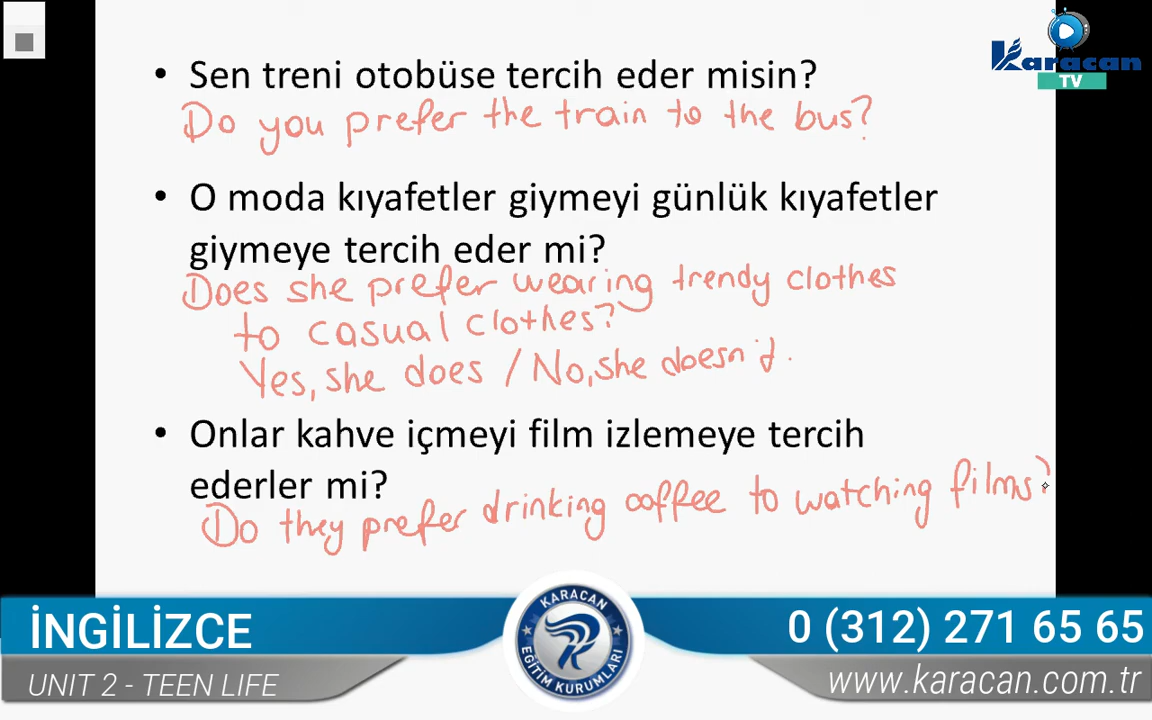 Karacan
TV
• Sen treni otobüse tercih eder misin?
Do you prefer the train to the bus?
• O moda kıyafetler giymeyi günlük kıyafetler
giymeye tercih eder mi?
Does she prefer wearing trendy clothes
to casual clothes?
Yes, she does / No, she doesn't.
• Onlar kahve içmeyi film izlemeye tercih
ederler mi?
Do they prefer drinking coffee to watching films?
İNGİLİZCE
UNIT 2 - TEEN LIFE
KARACAN
EĞİTİM KURUMLARI
0 (312) 271 65 65
www.karacan.com.tr